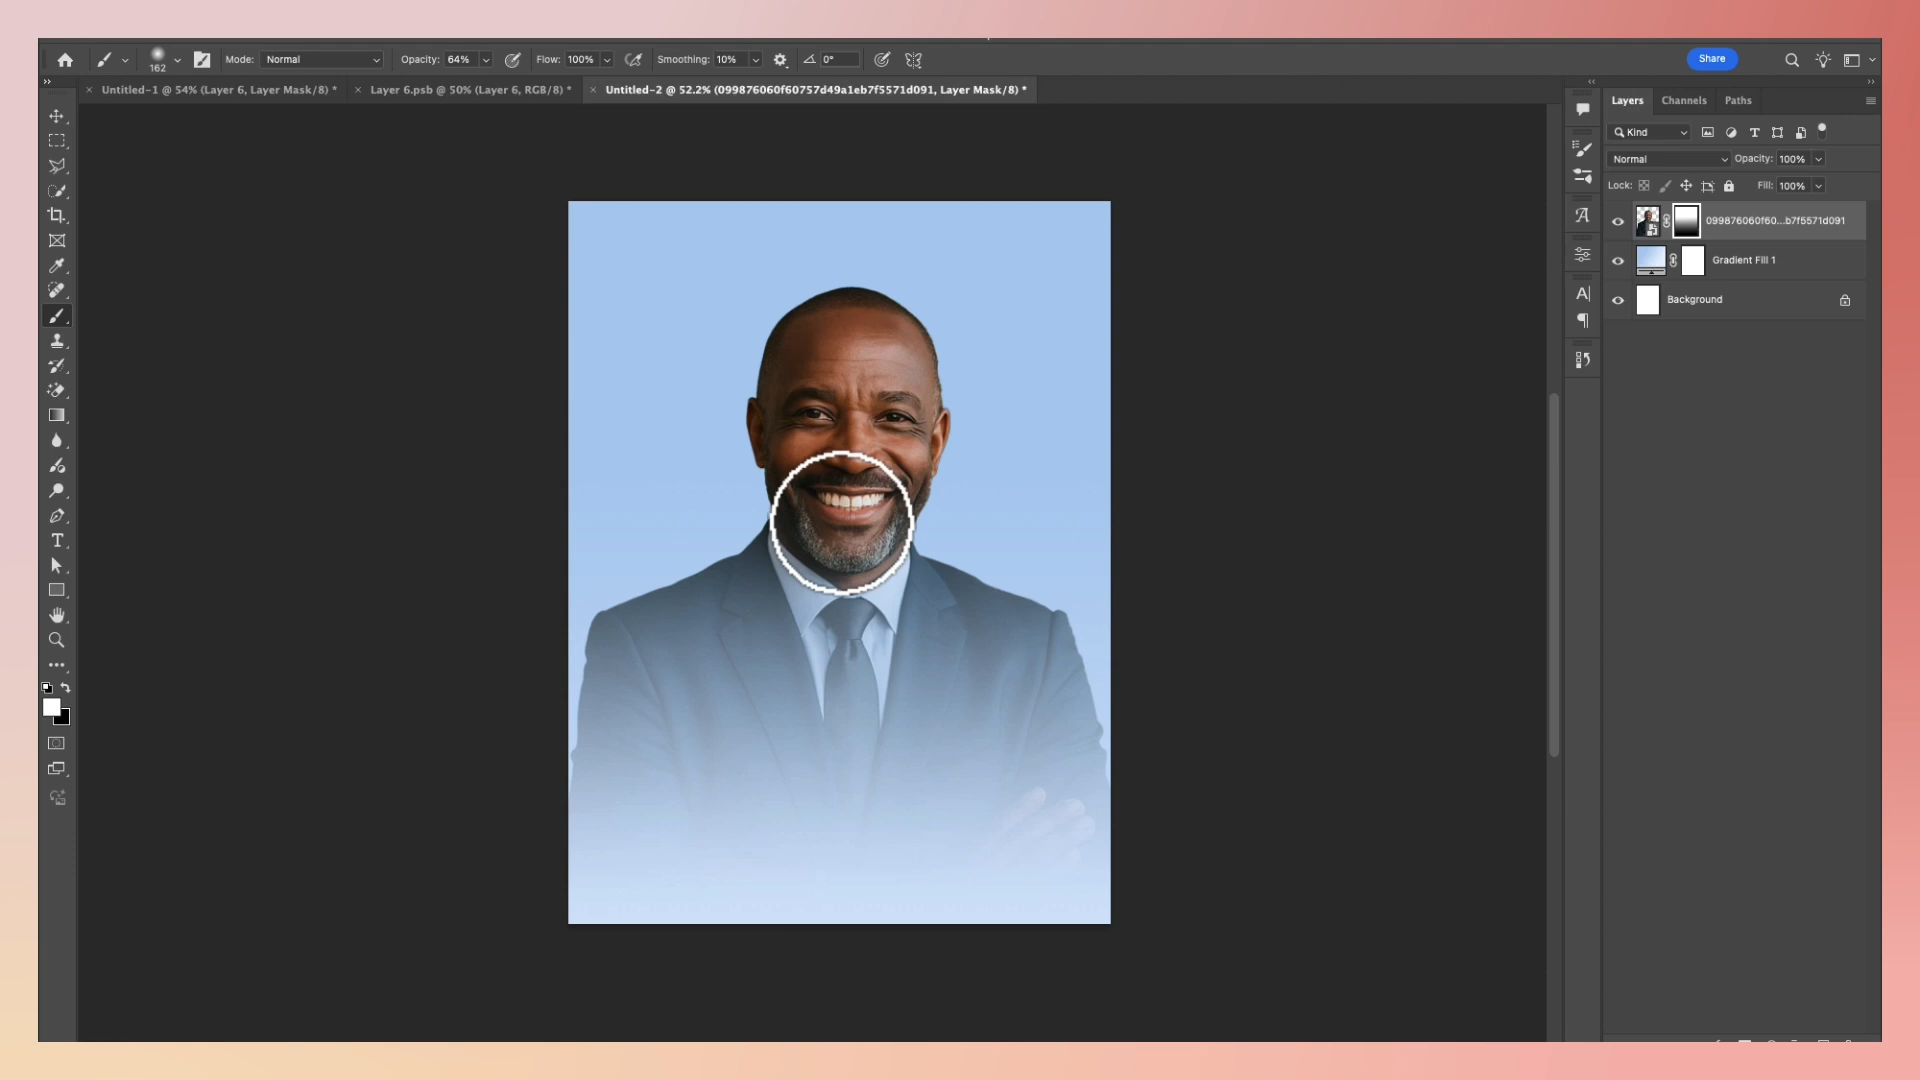 162 Mode: Normal Opacity: 64% Flow: 100% Smoothing: 10% 0° Share
Untitled-1 @ 54% (Layer 6, Layer Mask/8) * Layer 6.psb @ 50% (Layer 6, RGB/8) * Untitled-2 @ 52.2% (099876060f60757d49a1eb7f5571d091, Layer Mask/8) *
Layers Channels Paths
Kind
Normal Opacity: 100%
Lock: Fill: 100%
099876060f60...b7f5571d091
Gradient Fill 1
Background